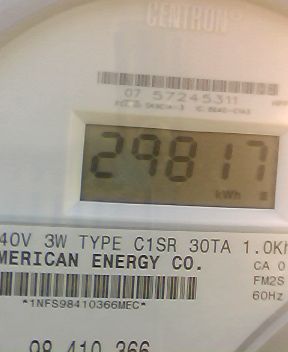 CENTRON®
07 57245311
29817
kWh
40V 3W TYPE C1SR 30TA 1.0Kh
MERICAN ENERGY CO.
CA 0
FM2S
60Hz
*1NFS98410366MEC*
98 410 366